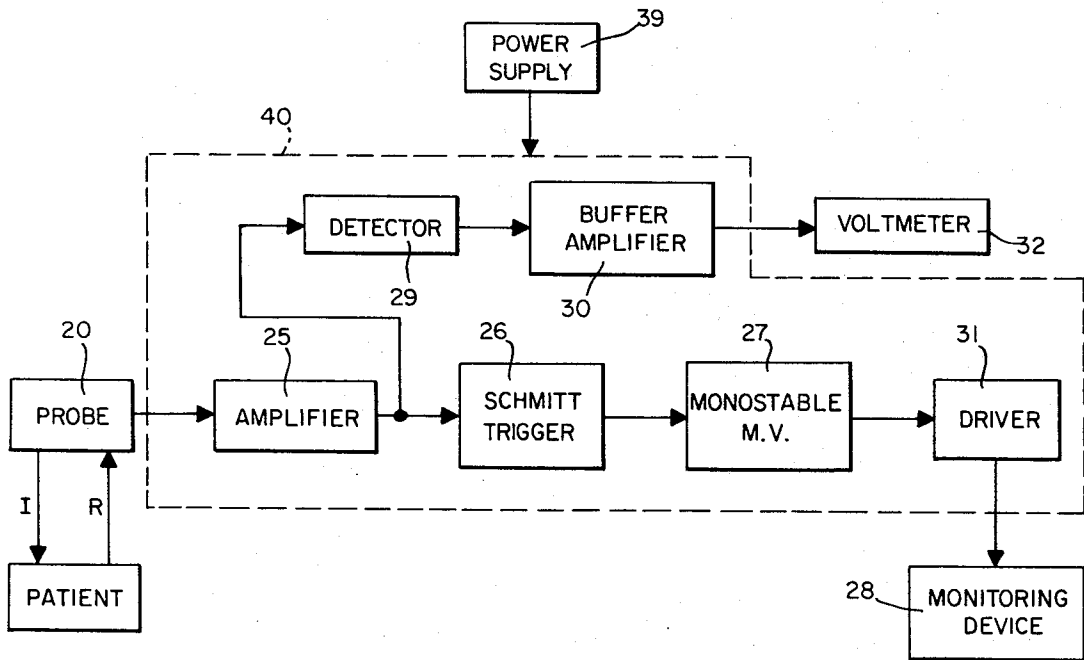 39
POWER
SUPPLY
40
DETECTOR
29
BUFFER
AMPLIFIER
30
VOLTMETER
32
20
PROBE
25
AMPLIFIER
26
SCHMITT
TRIGGER
27
MONOSTABLE
M.V.
31
DRIVER
I
R
PATIENT
28
MONITORING
DEVICE